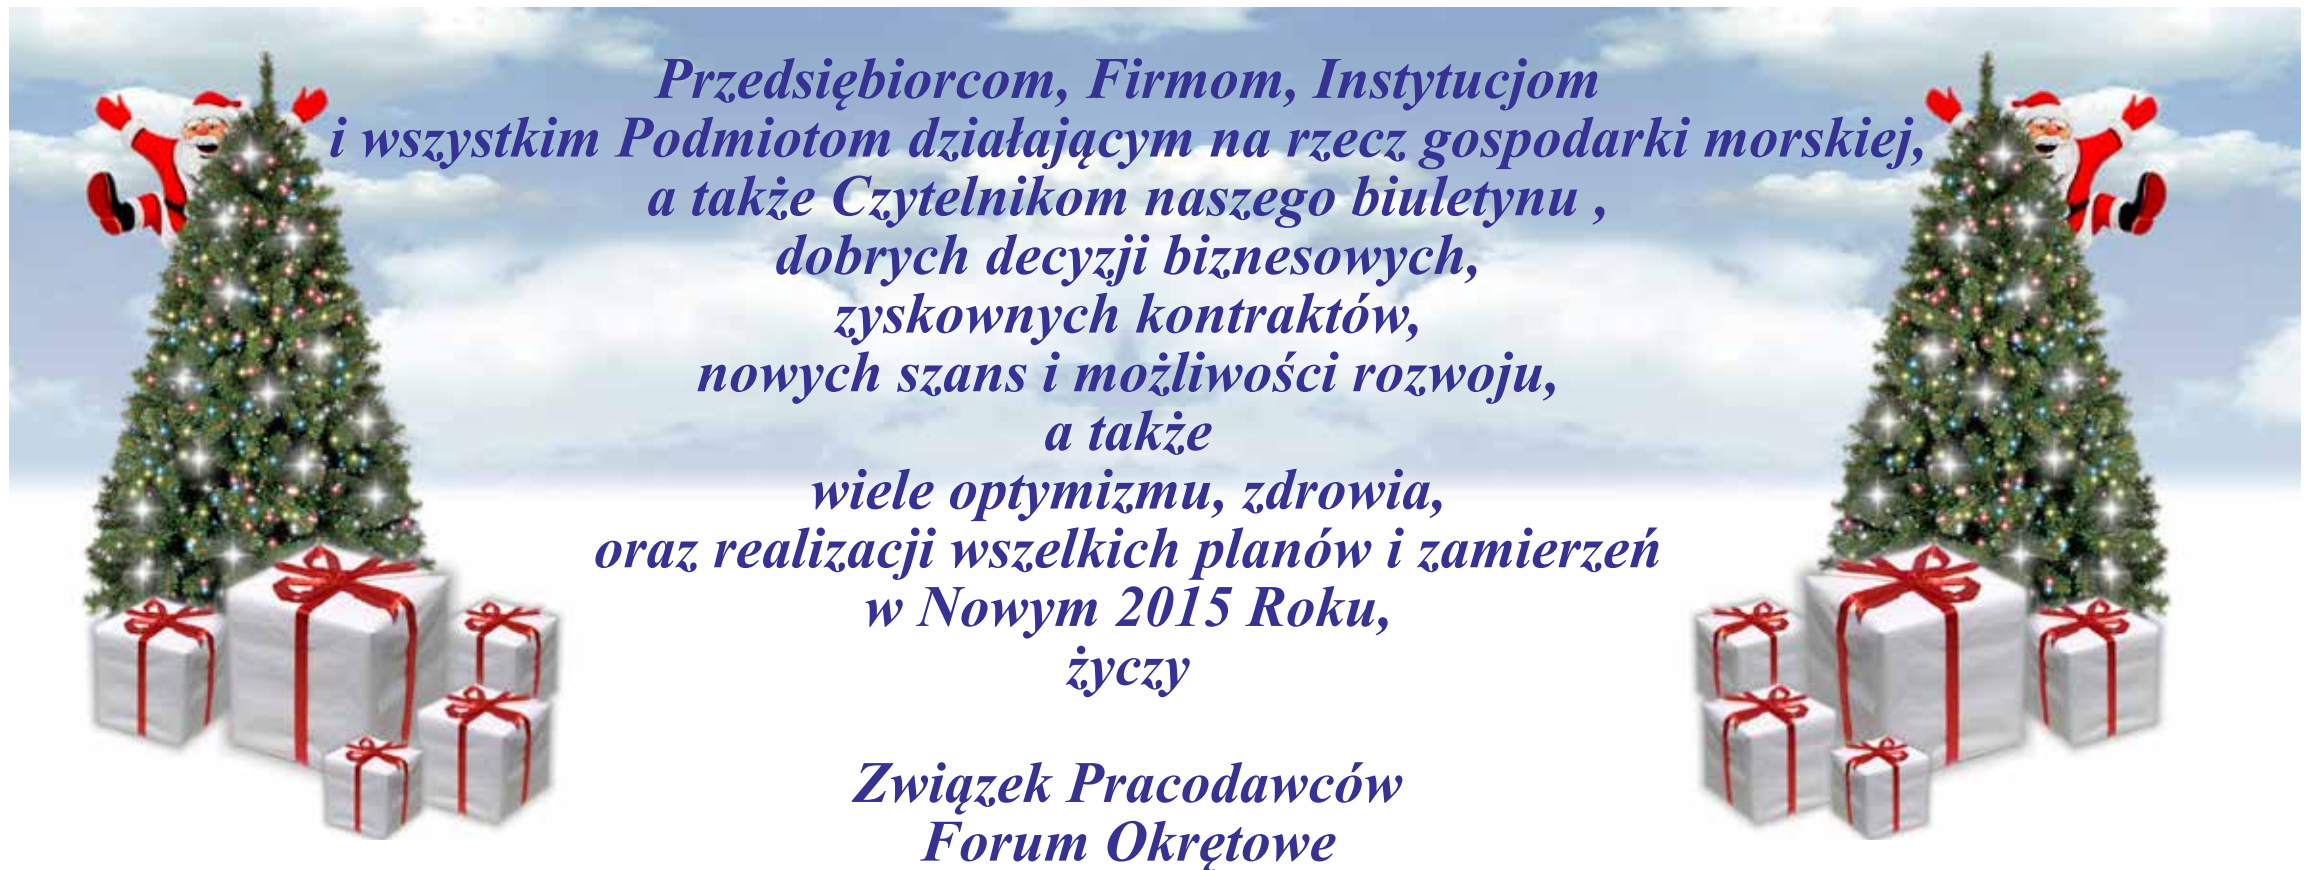 Przedsiębiorcom, Firmom, Instytucjom
i wszystkim Podmiotom działającym na rzecz gospodarki morskiej,
a także Czytelnikom naszego biuletynu ,
dobrych decyzji biznesowych,
zyskownych kontraktów,
nowych szans i możliwości rozwoju,
a także
wiele optymizmu, zdrowia,
oraz realizacji wszelkich planów i zamierzeń
w Nowym 2015 Roku,
życzy
Związek Pracodawców
Forum Okrętowe